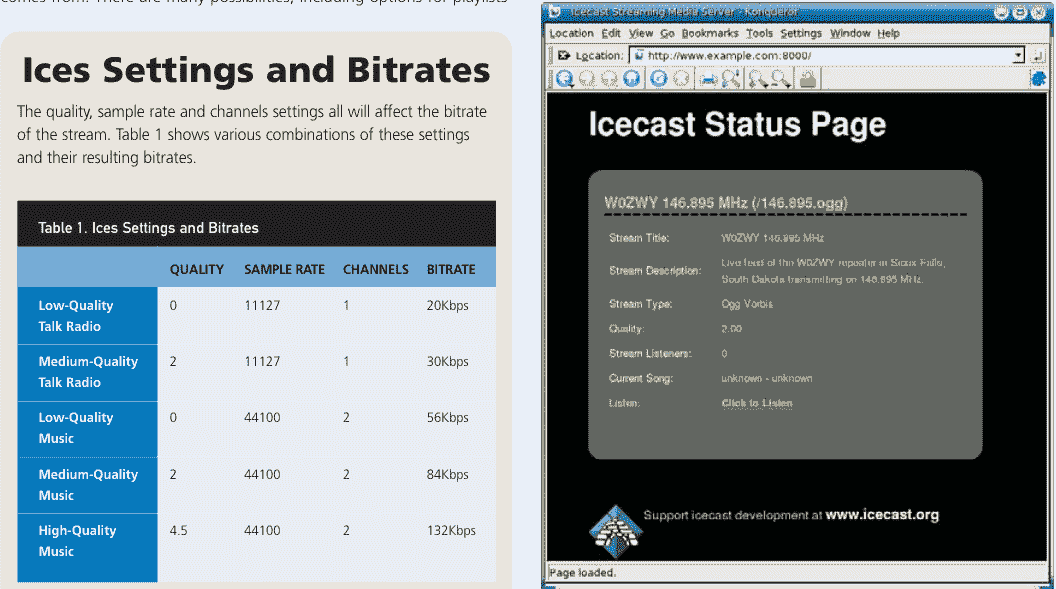 comes from. There are many possibilities, including options for playlists
Ices Settings and Bitrates
The quality, sample rate and channels settings all will affect the bitrate
of the stream. Table 1 shows various combinations of these settings
and their resulting bitrates.
Table 1. Ices Settings and Bitrates
QUALITY SAMPLE RATE CHANNELS BITRATE
Low-Quality
Talk Radio 0 11127 1 20Kbps
Medium-Quality
Talk Radio 2 11127 1 30Kbps
Low-Quality
Music 0 44100 2 56Kbps
Medium-Quality
Music 2 44100 2 84Kbps
High-Quality
Music 4.5 44100 2 132Kbps
Icecast Streaming Media Server - Konqueror
Location Edit View Go Bookmarks Tools Settings Window Help
Location: http://www.example.com:8000/
Icecast Status Page
W0ZWY 146.895 MHz (/146.895.ogg)
Stream Title: W0ZWY 146.895 MHz
Stream Description: Live feed of the W0ZWY repeater in Sioux Falls,
South Dakota transmitting on 146.895 MHz.
Stream Type: Ogg Vorbis
Quality: 2.00
Stream Listeners: 0
Current Song: unknown - unknown
Listen: Click to Listen
Support icecast development at www.icecast.org
Page loaded.